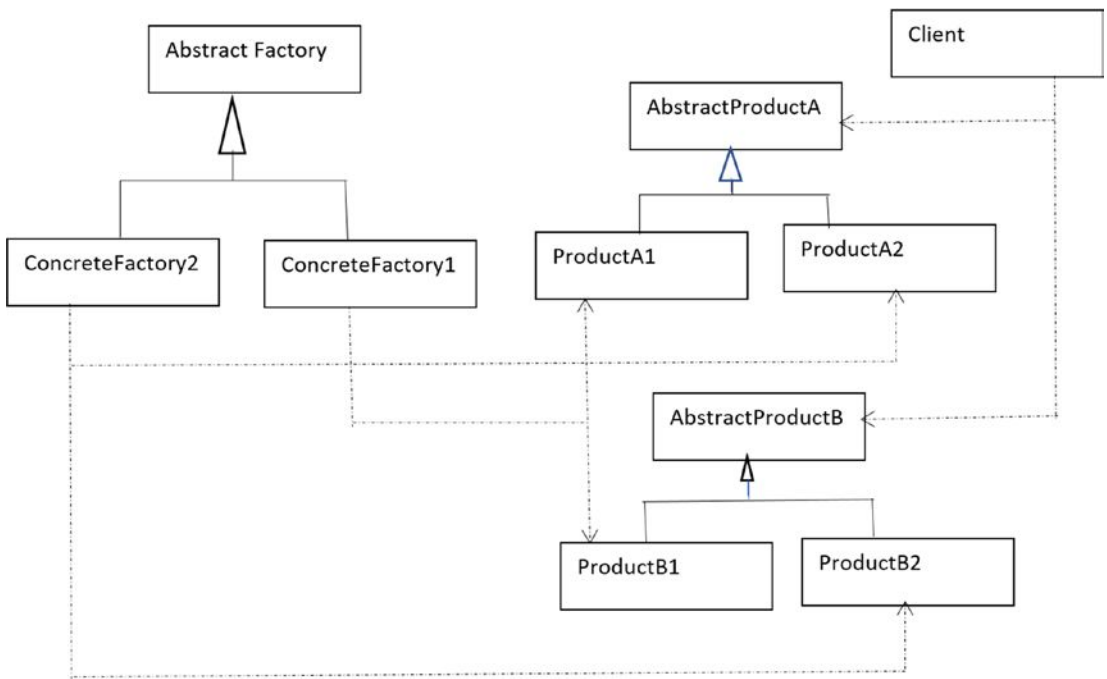 Abstract Factory
Client
AbstractProductA
ConcreteFactory2
ConcreteFactory1
ProductA1
ProductA2
AbstractProductB
ProductB1
ProductB2